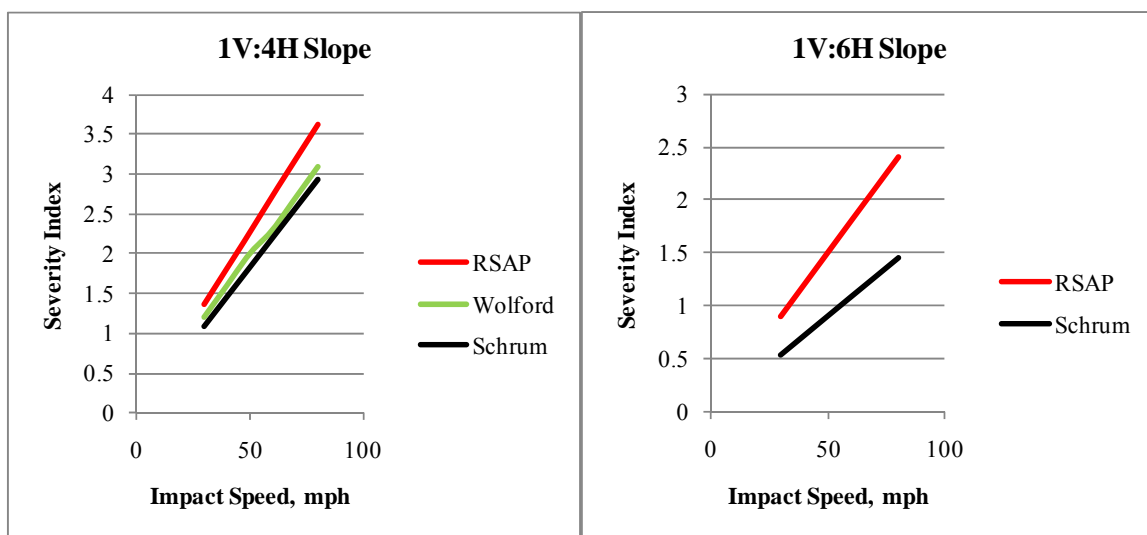 1V:4H Slope
4
3.5
3
2.5
2
1.5
1
0.5
0
0 50 100
Severity Index
Impact Speed, mph
RSAP
Wolford
Schrum
1V:6H Slope
3
2.5
2
1.5
1
0.5
0
0 50 100
Severity Index
Impact Speed, mph
RSAP
Schrum